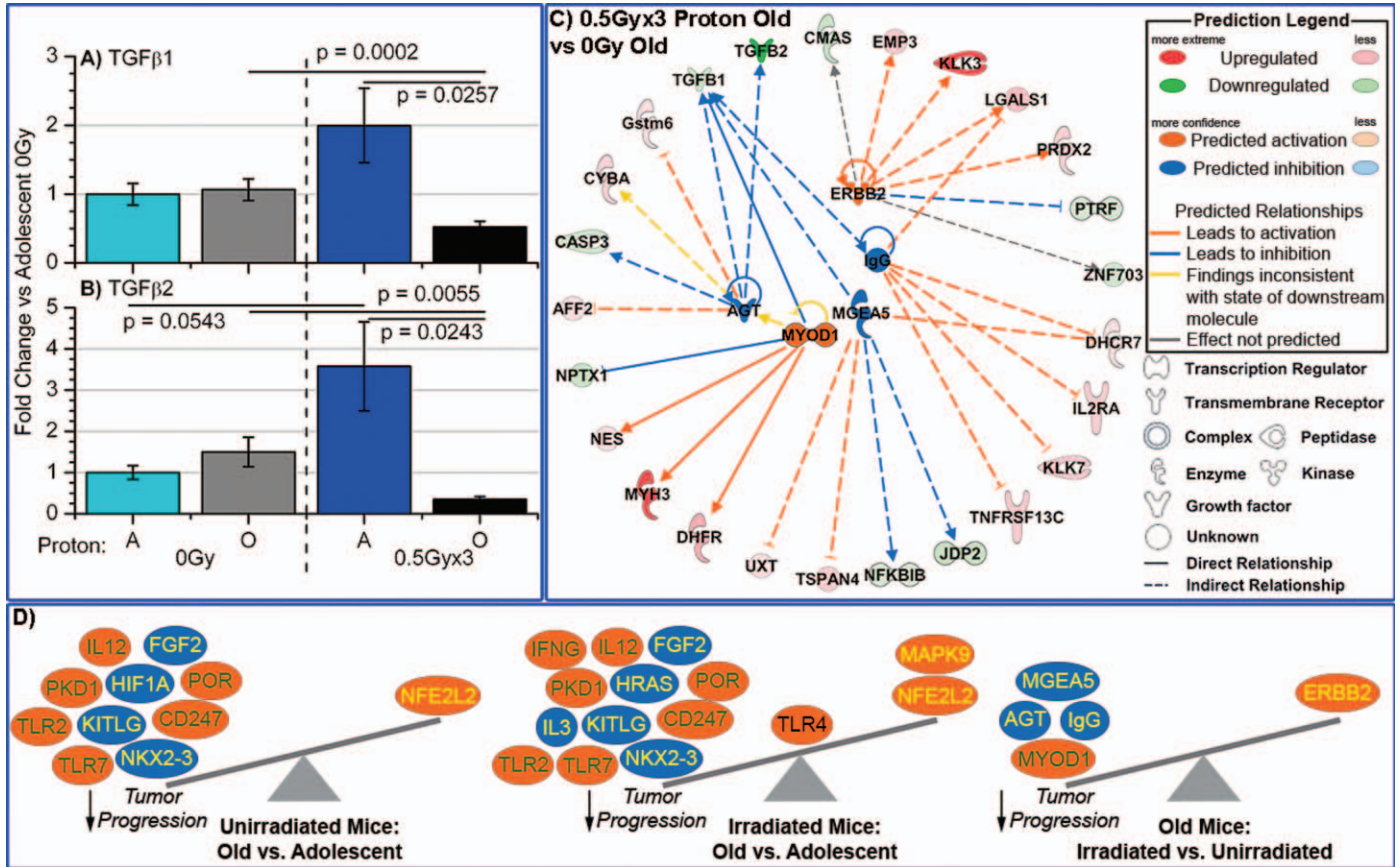 Fold Change vs Adolescent 0Gy
A) TGFβ1
3
2
1
0
p = 0.0002
p = 0.0257
B) TGFβ2
5
4
3
2
1
0
p = 0.0055
p = 0.0543
p = 0.0243
Proton: A O A O
0Gy 0.5Gyx3
C) 0.5Gyx3 Proton Old
vs 0Gy Old
TGFB2
CMAS
EMP3
KLK3
TGFB1
LGALS1
Gstm6
PRDX2
CYBA
ERBB2
PTRF
CASP3
IgG
ZNF703
AFF2
AGT
MYOD1
MGEA5
DHCR7
NPTX1
IL2RA
NES
KLK7
MYH3
TNFRSF13C
DHFR
JDP2
UXT
TSPAN4
NFKBIB
Prediction Legend
more extreme less
Upregulated
Downregulated
more confidence less
Predicted activation
Predicted inhibition
Predicted Relationships
Leads to activation
Leads to inhibition
Findings inconsistent
with state of downstream
molecule
Effect not predicted
Transcription Regulator
Transmembrane Receptor
Complex Peptidase
Enzyme Kinase
Growth factor
Unknown
Direct Relationship
Indirect Relationship
D)
IL12 FGF2
PKD1 HIF1A POR
TLR2 KITLG CD247
TLR7 NKX2-3
NFE2L2
Tumor
Progression
Unirradiated Mice:
Old vs. Adolescent
IFNG IL12 FGF2
PKD1 HRAS POR
IL3 KITLG CD247
TLR2 TLR7 NKX2-3
TLR4
MAPK9
NFE2L2
Tumor
Progression
Irradiated Mice:
Old vs. Adolescent
MGEA5
AGT IgG
MYOD1
ERBB2
Tumor
Progression
Old Mice:
Irradiated vs. Unirradiated